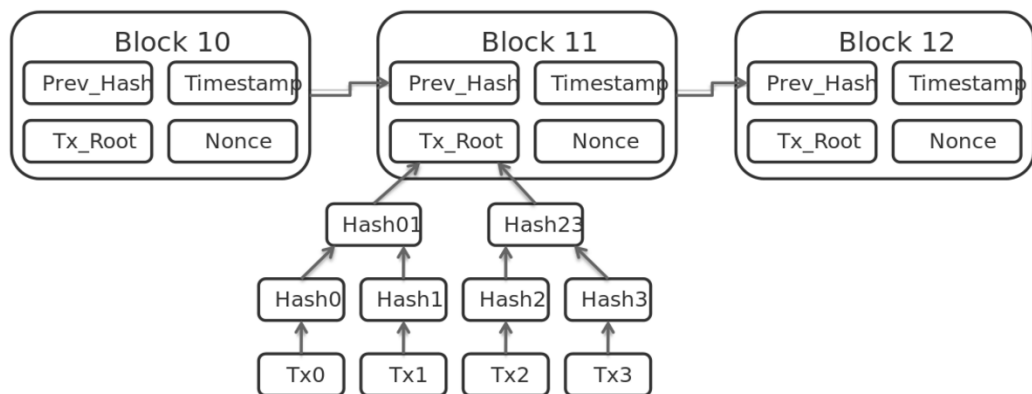 Block 10 Block 11 Block 12
Prev_Hash Timestamp Prev_Hash Timestamp Prev_Hash Timestamp
Tx_Root Nonce Tx_Root Nonce Tx_Root Nonce
Hash01 Hash23
Hash0 Hash1 Hash2 Hash3
Tx0 Tx1 Tx2 Tx3